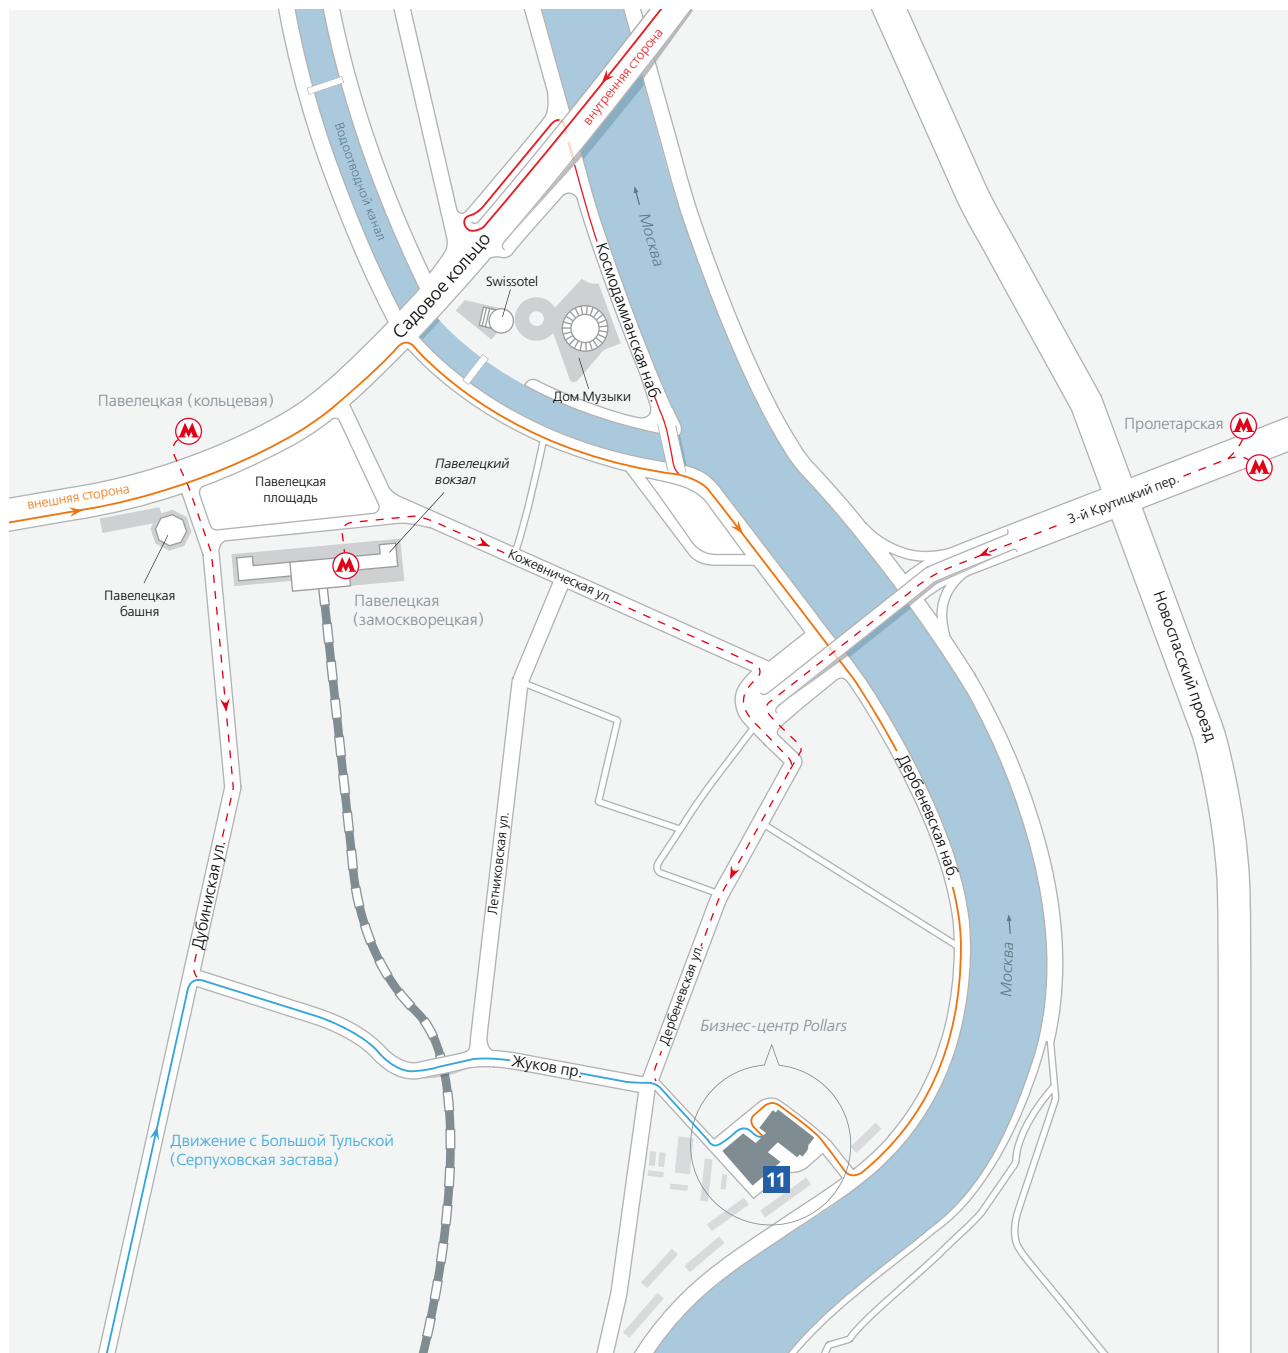 внутренняя сторона
Водоотводной канал
Москва
Садовое кольцо
Космодамианская наб.
Swissotel
Дом Музыки
Павелецкая (кольцевая)
Пролетарская
внешняя сторона
Павелецкая
площадь
Павелецкий
вокзал
3-й Крутицкий пер.
Павелецкая
башня
Павелецкая
(замоскворецкая)
Кожевническая ул.
Новоспасский проезд
Дербеневская наб.
Летниковская ул.
Дубиниская ул.
Дербеневская ул.
Москва
Бизнес-центр Pollars
Жуков пр.
Движение с Большой Тульской
(Серпуховская застава)
11